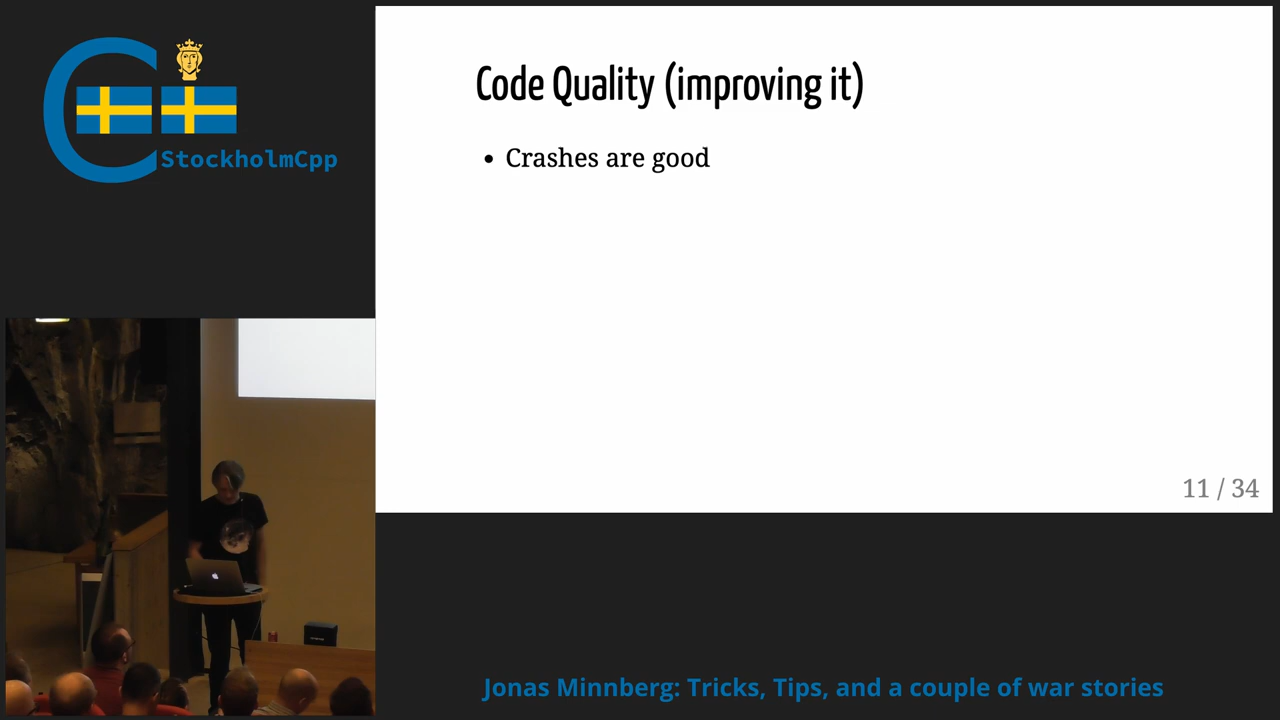 StockholmCpp
Code Quality (improving it)
• Crashes are good
11 / 34
Jonas Minnberg: Tricks, Tips, and a couple of war stories